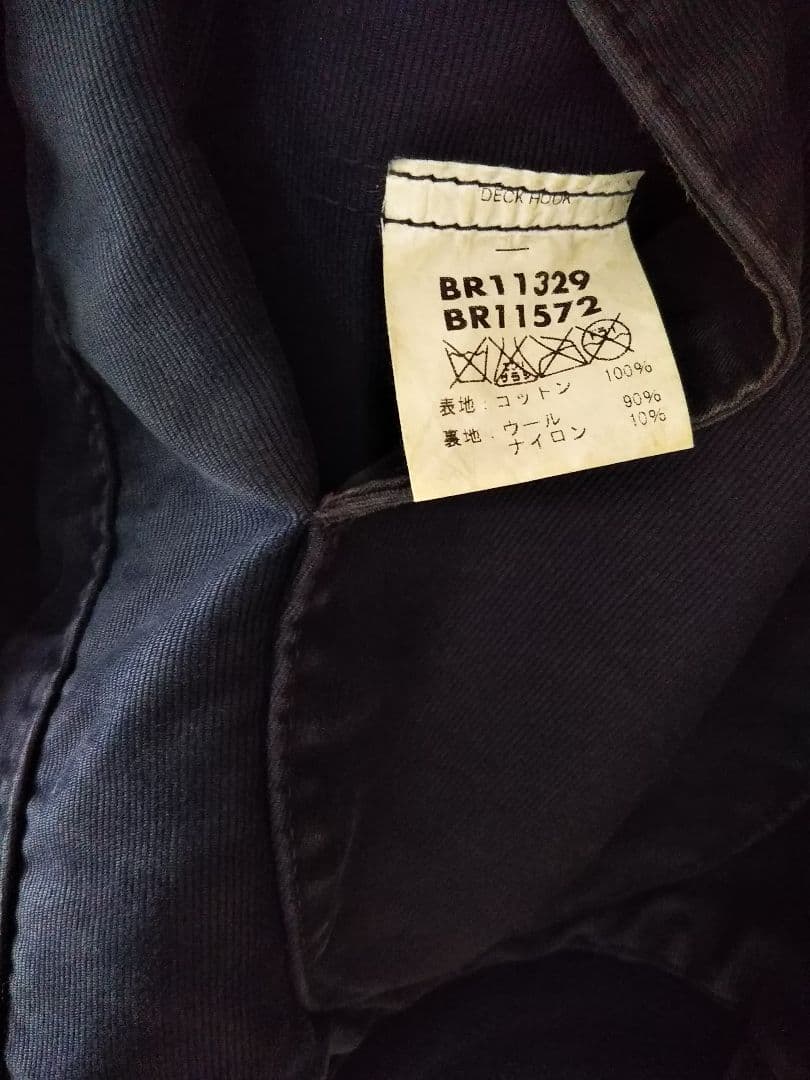 DECK HOOK
BR11329
BR11572
表地：コットン 100%
裏地：ウール 90%
ナイロン 10%